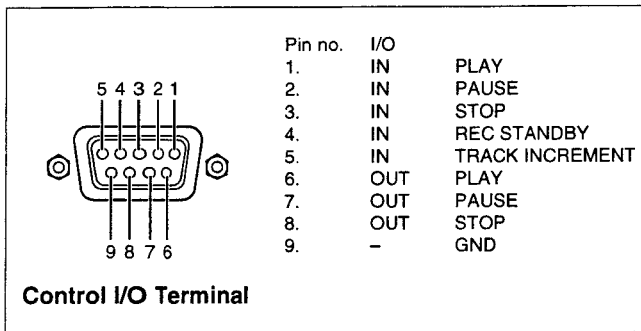 Pin no. I/O
1. IN PLAY
2. IN PAUSE
3. IN STOP
4. IN REC STANDBY
5. IN TRACK INCREMENT
6. OUT PLAY
7. OUT PAUSE
8. OUT STOP
9. – GND
5 4 3 2 1
9 8 7 6
Control I/O Terminal